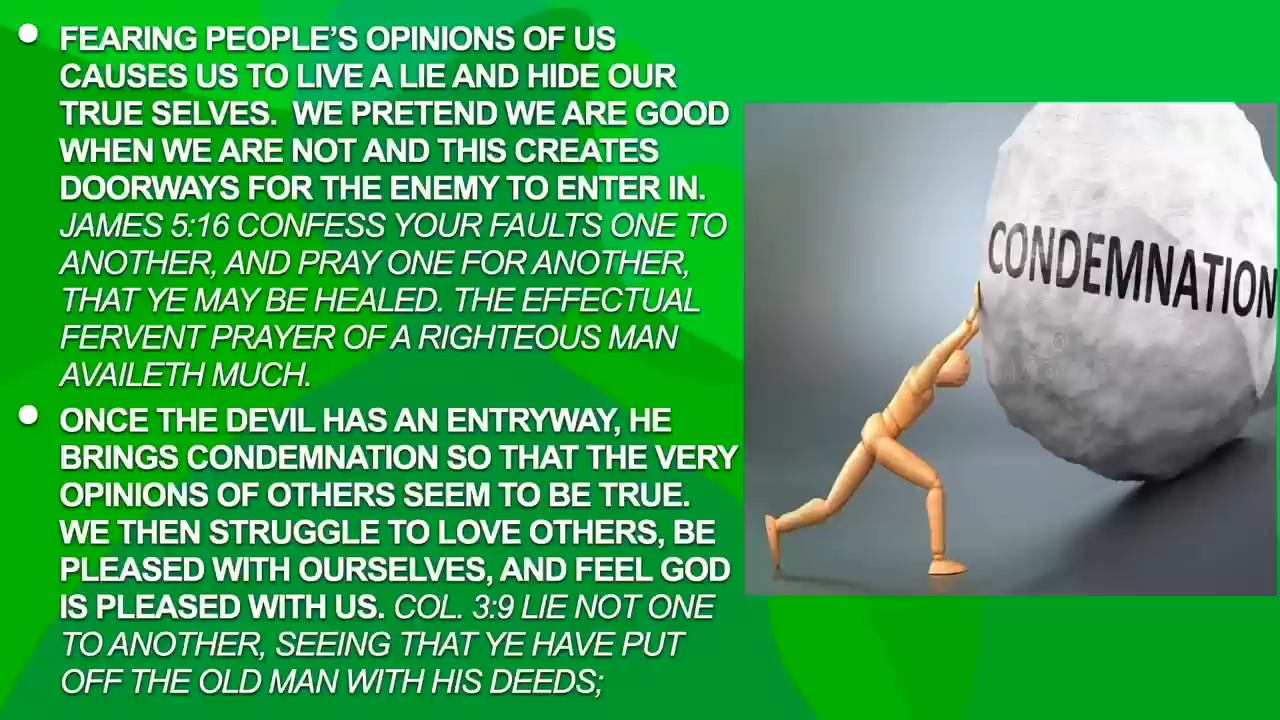 • FEARING PEOPLE’S OPINIONS OF US
CAUSES US TO LIVE A LIE AND HIDE OUR
TRUE SELVES.  WE PRETEND WE ARE GOOD
WHEN WE ARE NOT AND THIS CREATES
DOORWAYS FOR THE ENEMY TO ENTER IN.
JAMES 5:16 CONFESS YOUR FAULTS ONE TO
ANOTHER, AND PRAY ONE FOR ANOTHER,
THAT YE MAY BE HEALED. THE EFFECTUAL
FERVENT PRAYER OF A RIGHTEOUS MAN
AVAILETH MUCH.
• ONCE THE DEVIL HAS AN ENTRYWAY, HE
BRINGS CONDEMNATION SO THAT THE VERY
OPINIONS OF OTHERS SEEM TO BE TRUE.
WE THEN STRUGGLE TO LOVE OTHERS, BE
PLEASED WITH OURSELVES, AND FEEL GOD
IS PLEASED WITH US. COL. 3:9 LIE NOT ONE
TO ANOTHER, SEEING THAT YE HAVE PUT
OFF THE OLD MAN WITH HIS DEEDS;
CONDEMNATION